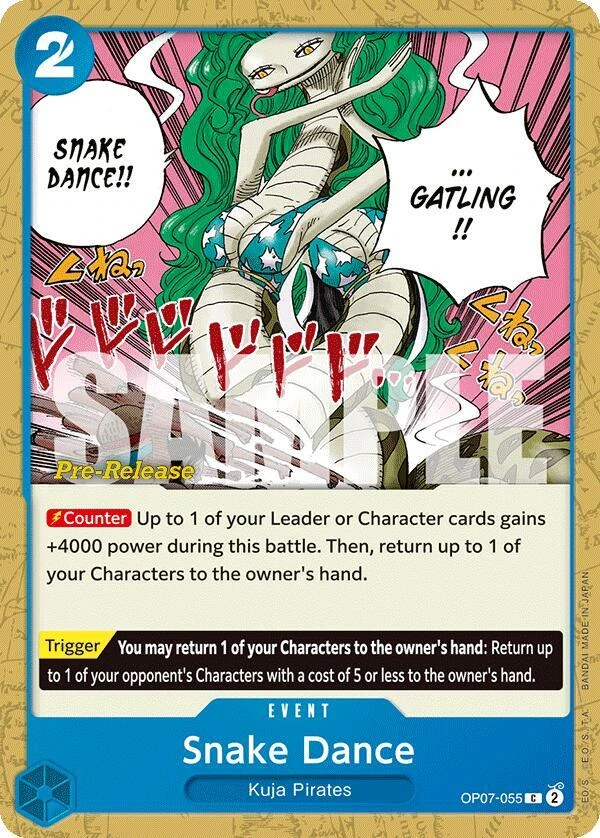 2
SNAKE
DANCE!!
...
GATLING
!!
くねっ
くねっ
くねっ
ドドドドドド...
SAMPLE
Pre-Release
Counter Up to 1 of your Leader or Character cards gains
+4000 power during this battle. Then, return up to 1 of
your Characters to the owner's hand.
Trigger You may return 1 of your Characters to the owner's hand: Return up
to 1 of your opponent's Characters with a cost of 5 or less to the owner's hand.
EVENT
Snake Dance
Kuja Pirates
OP07-055 C 2
BANDAI MADE IN JAPAN